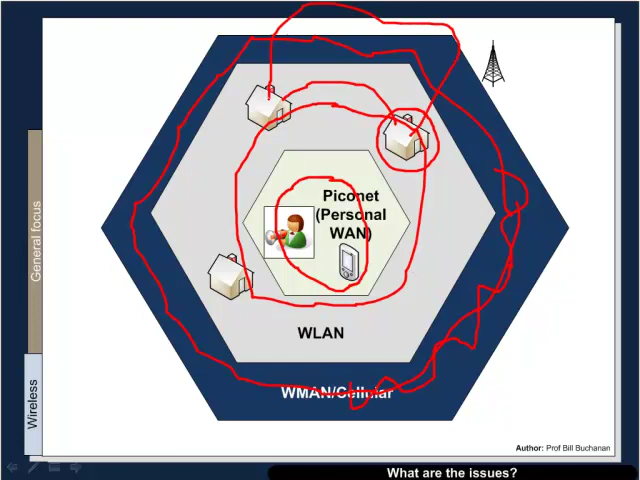 Piconet
(Personal
WAN)
WLAN
WMAN/Cellular
General focus
Wireless
Author: Prof Bill Buchanan
What are the issues?